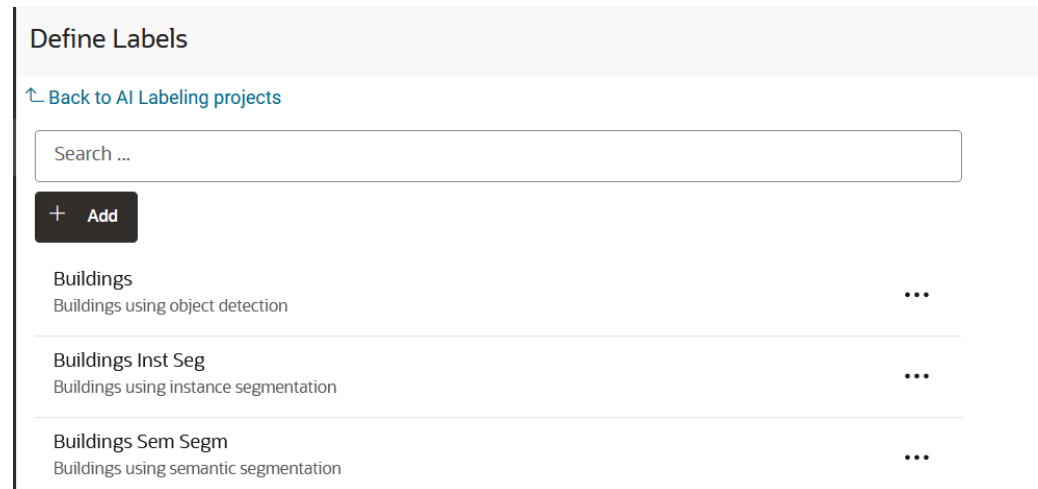 Define Labels
Back to AI Labeling projects
Search ...
+ Add
Buildings
Buildings using object detection
Buildings Inst Seg
Buildings using instance segmentation
Buildings Sem Segm
Buildings using semantic segmentation